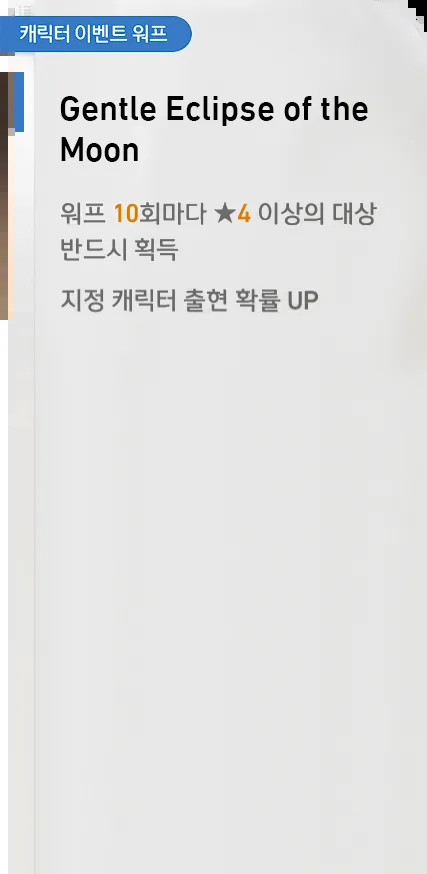 캐릭터 이벤트 워프
Gentle Eclipse of the
Moon
워프 10회마다 ★4 이상의 대상
반드시 획득
지정 캐릭터 출현 확률 UP